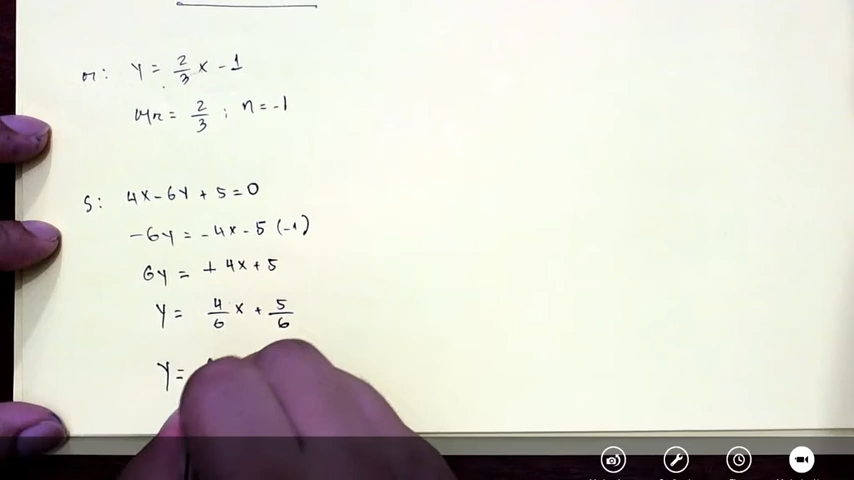 r: y = 2/3 x - 1
mr = 2/3 ; n = -1
s: 4x - 6y + 5 = 0
-6y = -4x - 5 (-1)
6y = + 4x + 5
y = 4/6 x + 5/6
y =